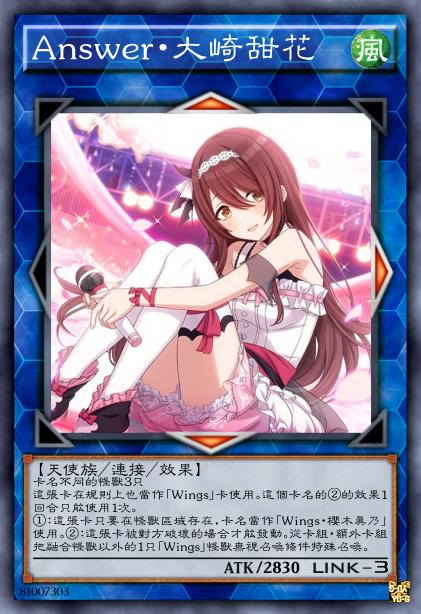 Answer・大崎甜花
風
【天使族/連接/效果】
卡名不同的怪獸3只
這張卡在規則上也當作「Wings」卡使用。這個卡名的②的效果1
回合只能使用1次。
①:這張卡只要在怪獸區域存在,卡名當作「Wings・櫻木真乃」
使用。②:這張卡被對方破壞的場合才能發動。從卡組・額外卡組
把融合怪獸以外的1只「Wings」怪獸無視召喚條件特殊召喚。
ATK/2830 LINK-3
81007303